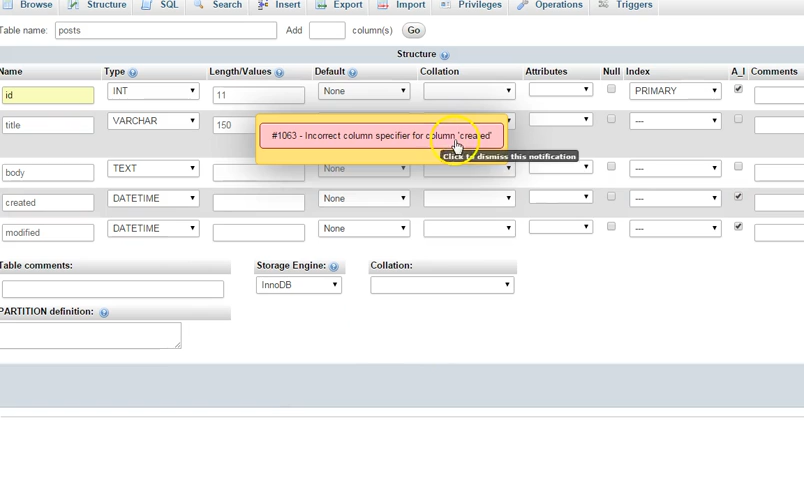 Browse Structure SQL Search Insert Export Import Privileges Operations Triggers
Table name: posts Add column(s) Go
Structure
Name Type Length/Values Default Collation Attributes Null Index A_I Comments
id INT 11 None PRIMARY
title VARCHAR 150 ---
#1063 - Incorrect column specifier for column 'created'
Click to dismiss this notification
body TEXT None ---
created DATETIME None ---
modified DATETIME None ---
Table comments: Storage Engine: Collation:
InnoDB
PARTITION definition: